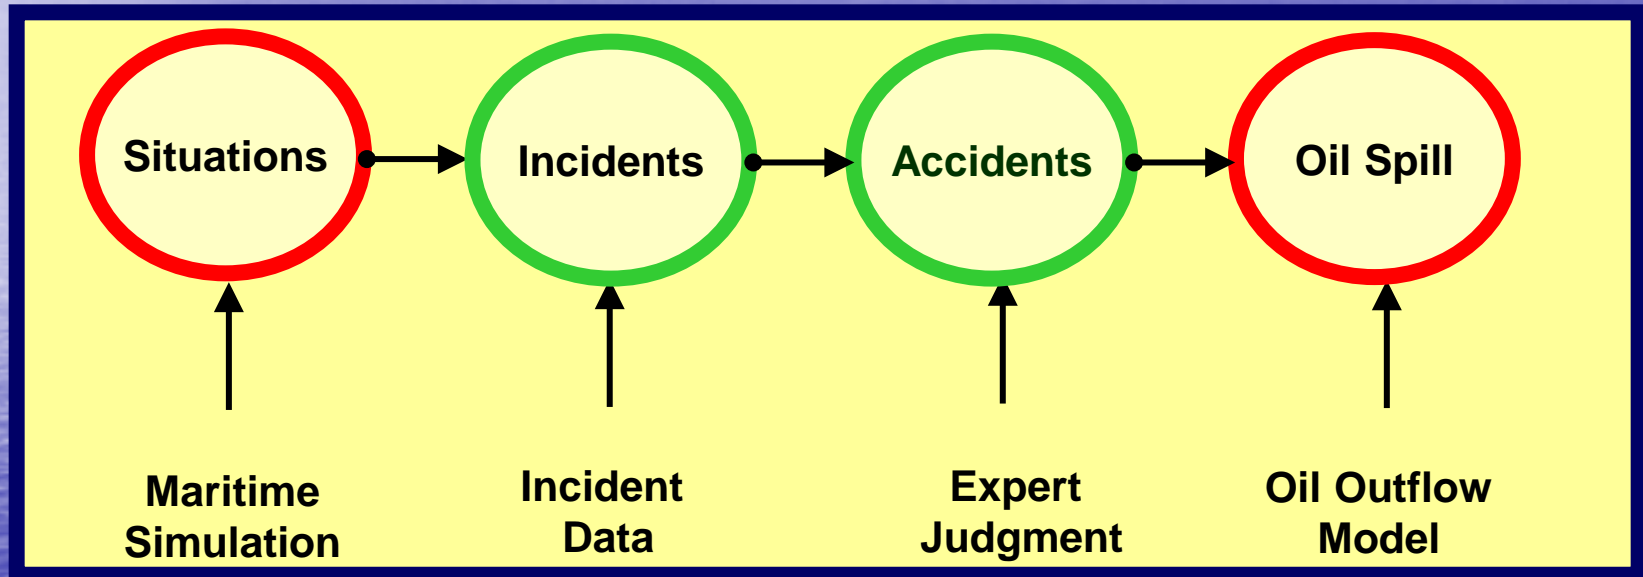 Situations
Incidents
Accidents
Oil Spill
Maritime
Simulation
Incident
Data
Expert
Judgment
Oil Outflow
Model